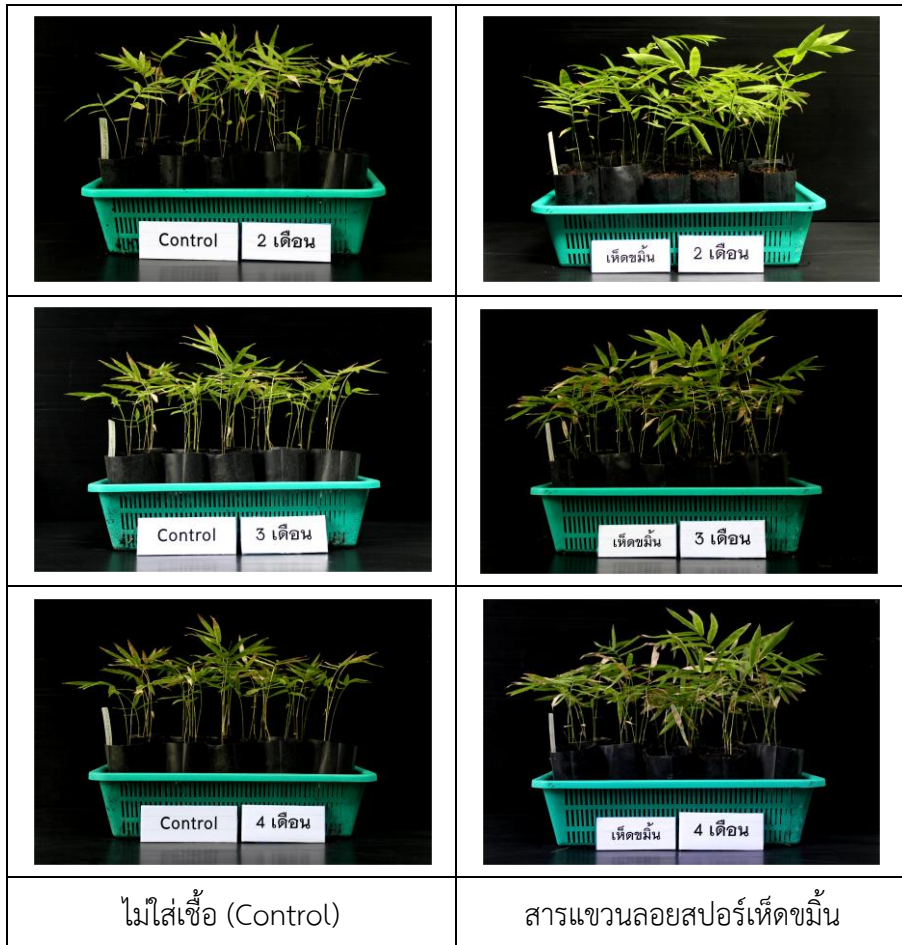 Control 2 เดือน
เห็ดขมิ้น 2 เดือน
Control 3 เดือน
เห็ดขมิ้น 3 เดือน
Control 4 เดือน
เห็ดขมิ้น 4 เดือน
ไม่ใส่เชื้อ (Control)
สารแขวนลอยสปอร์เห็ดขมิ้น